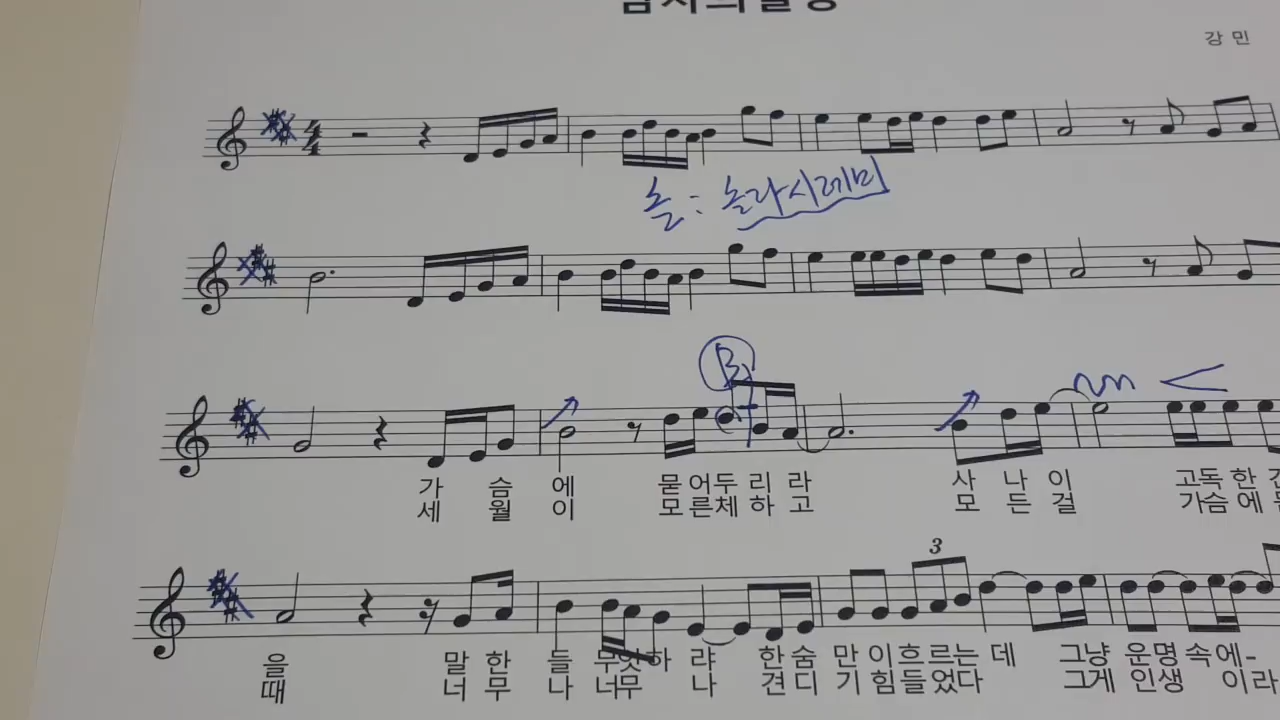 강 민
4
4
솔 : 솔라시레미
B
가 슴 에 묻 어두 리 라 사 나 이 고독 한
세 월 이 모 른체 하 고 모 든 걸 가슴 에
3
을 말 한 들 무엇하 랴 한 숨 만 이 흐르는 데 그냥 운명 속 에-
때 너 무 나 너무 나 견 디 기 힘들 었다 그게 인생 이 라